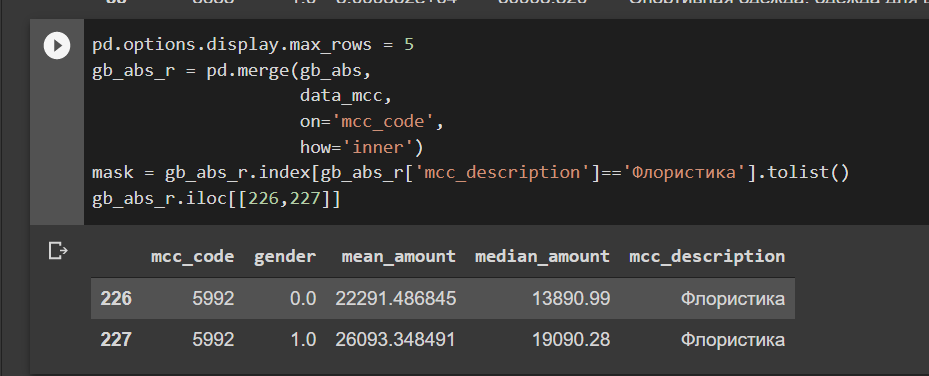 pd.options.display.max_rows = 5
gb_abs_r = pd.merge(gb_abs,
data_mcc,
on='mcc_code',
how='inner')
mask = gb_abs_r.index[gb_abs_r['mcc_description']=='Флористика'].tolist()
gb_abs_r.iloc[[226,227]]
mcc_code gender mean_amount median_amount mcc_description
226 5992 0.0 22291.486845 13890.99 Флористика
227 5992 1.0 26093.348491 19090.28 Флористика